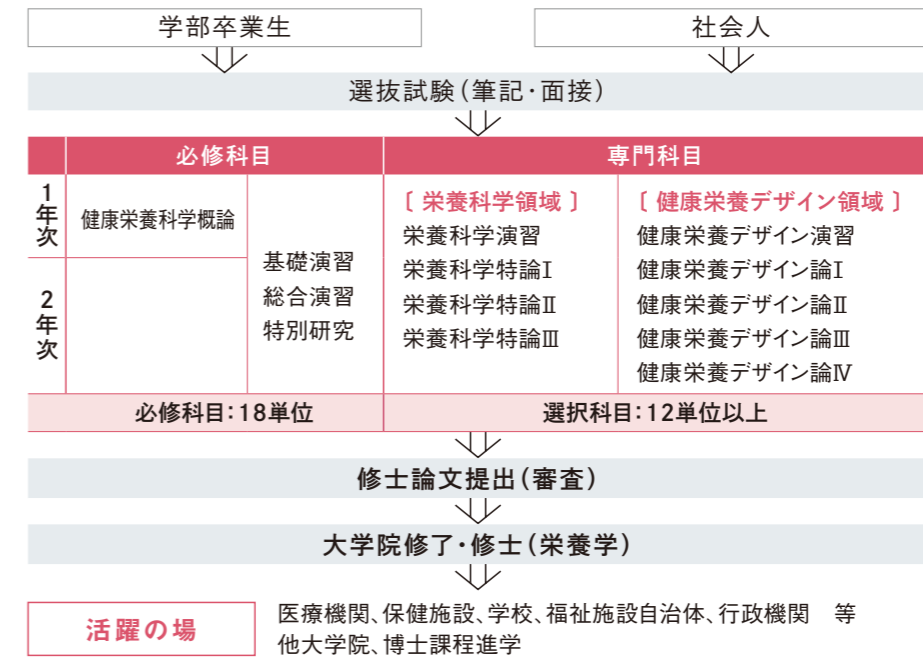 学部卒業生
社会人
選抜試験(筆記・面接)
必修科目
専門科目
1年次
健康栄養科学概論
2年次
基礎演習
総合演習
特別研究
〔 栄養科学領域 〕
栄養科学演習
栄養科学特論Ⅰ
栄養科学特論Ⅱ
栄養科学特論Ⅲ
〔 健康栄養デザイン領域 〕
健康栄養デザイン演習
健康栄養デザイン論Ⅰ
健康栄養デザイン論Ⅱ
健康栄養デザイン論Ⅲ
健康栄養デザイン論Ⅳ
必修科目:18単位
選択科目:12単位以上
修士論文提出(審査)
大学院修了・修士(栄養学)
活躍の場
医療機関、保健施設、学校、福祉施設自治体、行政機関　等
他大学院、博士課程進学